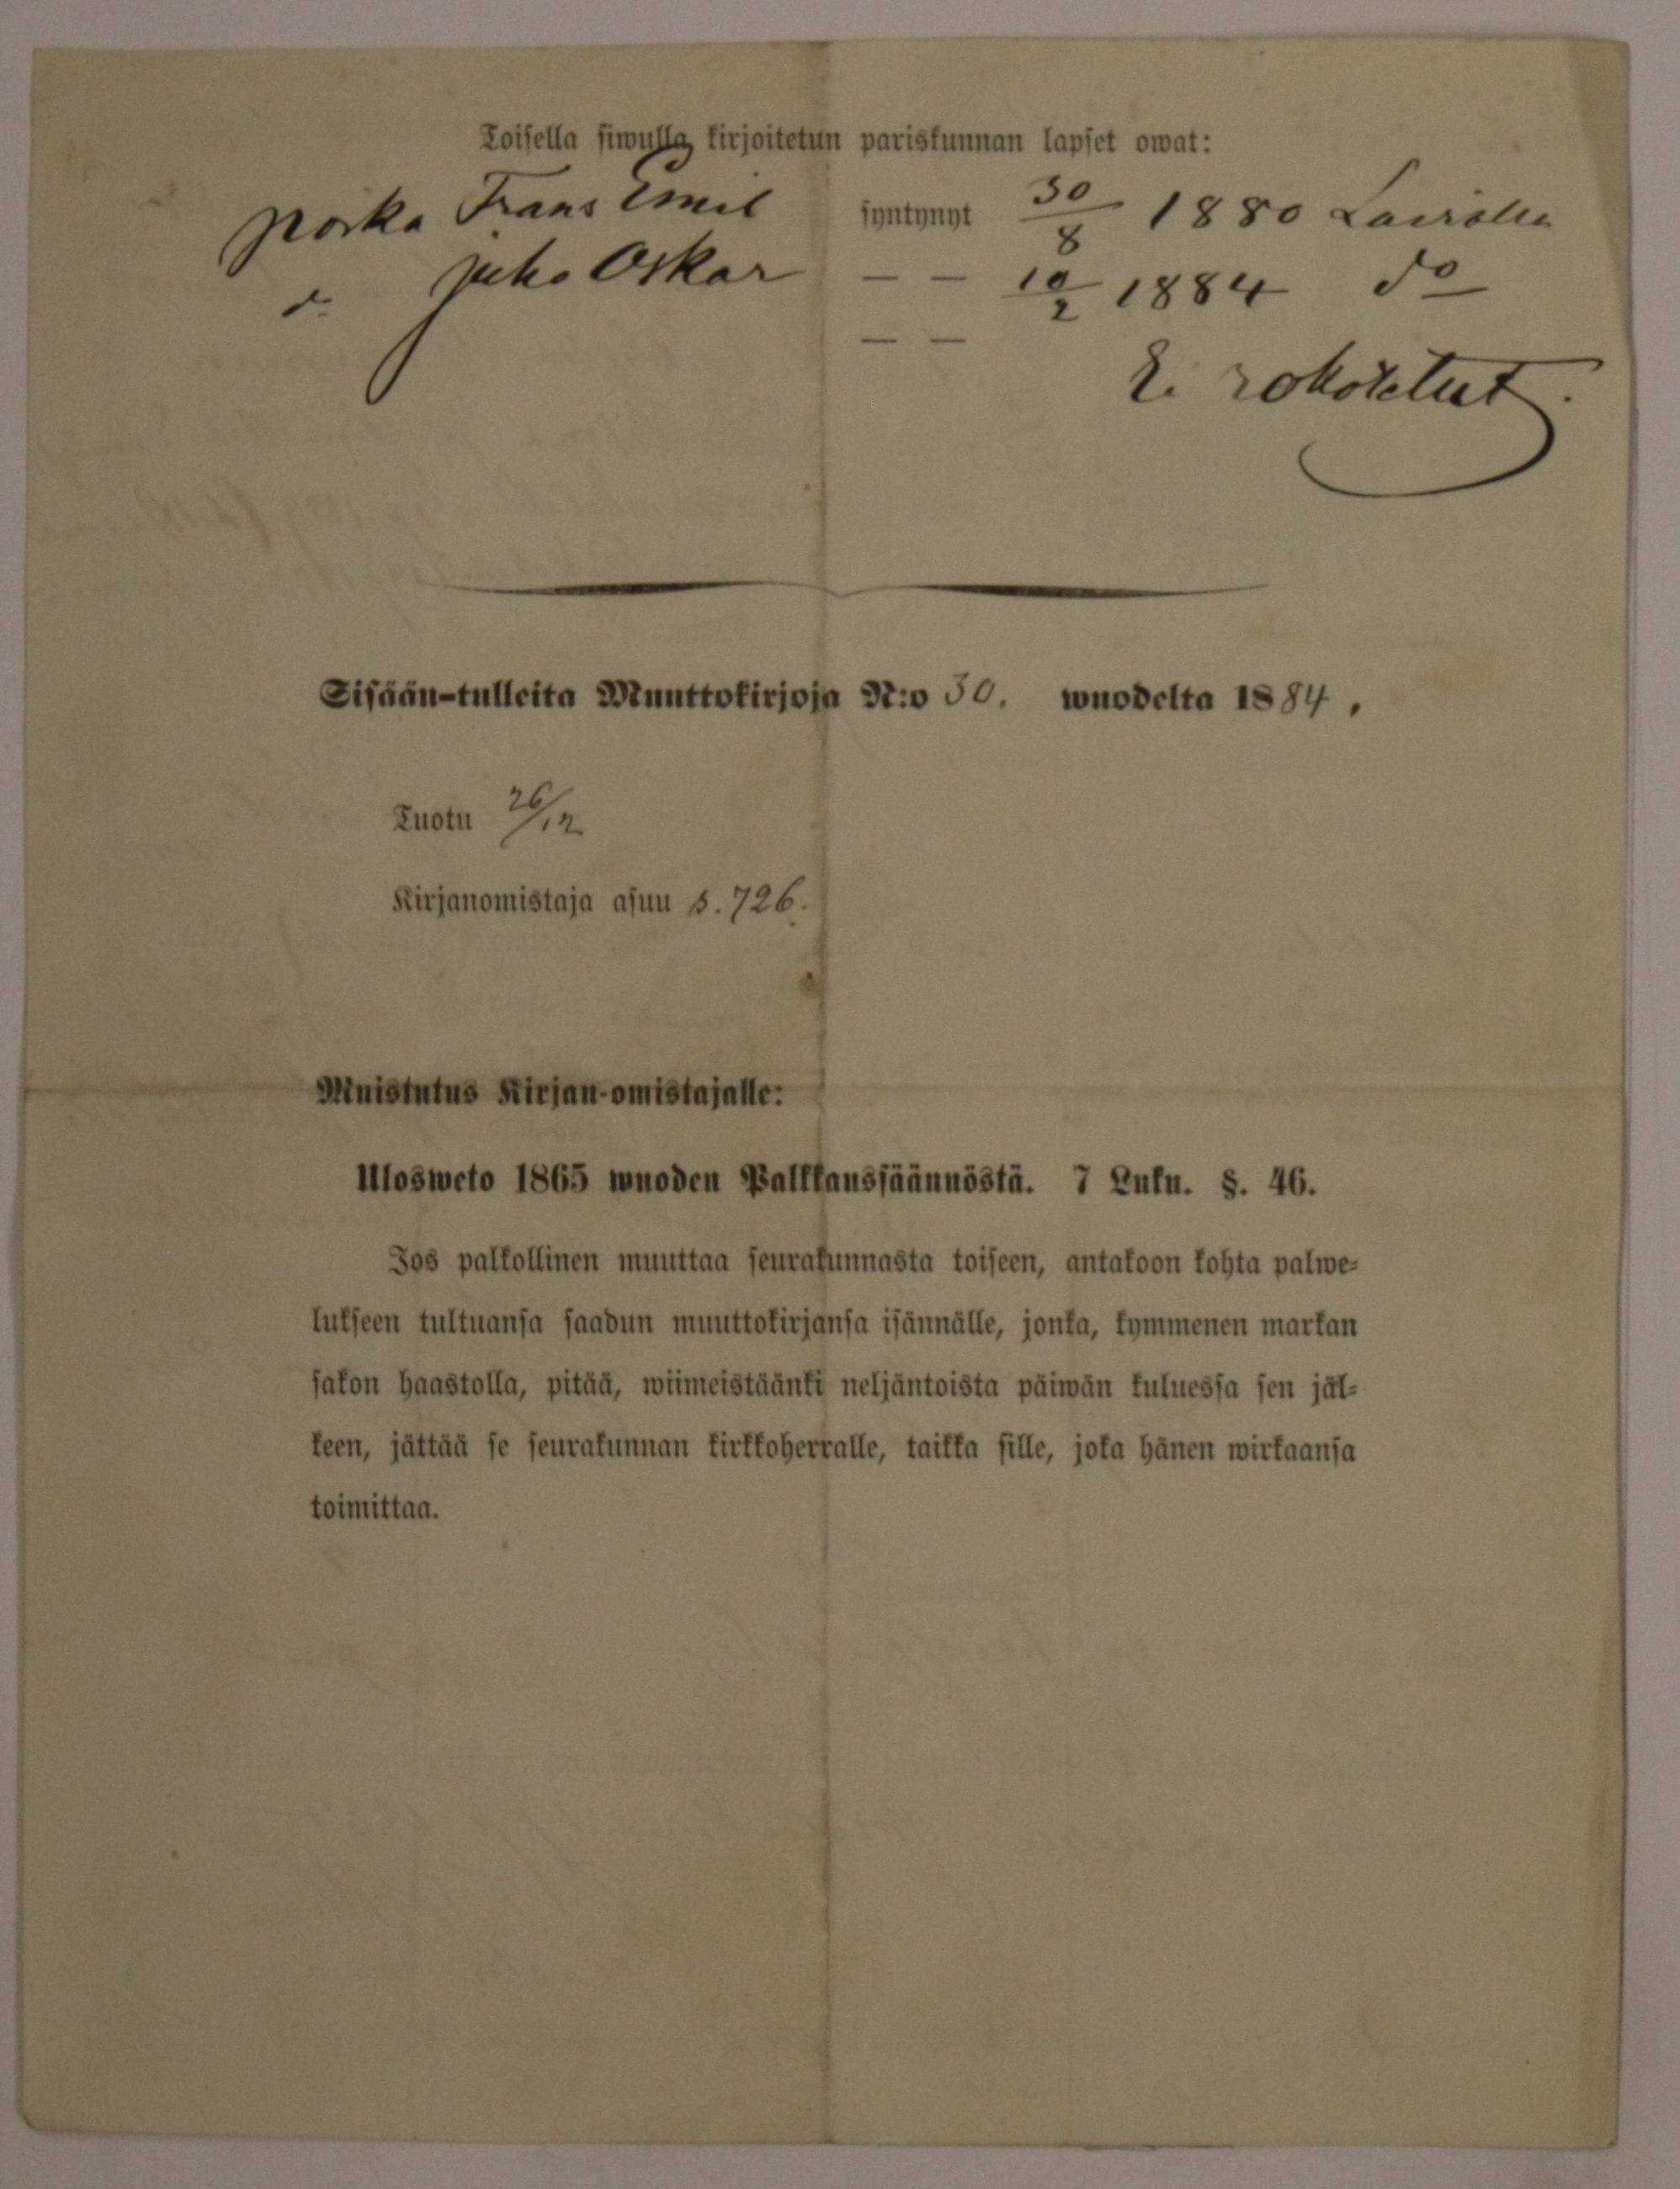 Toisella siwulla kirjoitetun pariskunnan lapset owat:
poika Frans Emil syntynyt 30/8 1880 Laviolla
d:o juho Oskar — — 10/2 1884 do
— —
Ei rokotetut.
Sisään-tulleita Muuttokirjoja N:o 30. wuodelta 1884.
Tuotu 26/12
Kirjanomistaja asuu s. 726.
Muistutus Kirjan-omistajalle:
Ulosweto 1865 wuoden Palkkaussäännöstä. 7 Luku. §. 46.
Jos palkollinen muuttaa seurakunnasta toiseen, antakoon kohta palwe-
lukseen tultuansa saadun muuttokirjansa isännälle, jonka, kymmenen markan
sakon haastolla, pitää, wiimeistäänki neljäntoista päiwän kuluessa sen jäl-
keen, jättää se seurakunnan kirkkoherralle, taikka sille, joka hänen wirkaansa
toimittaa.